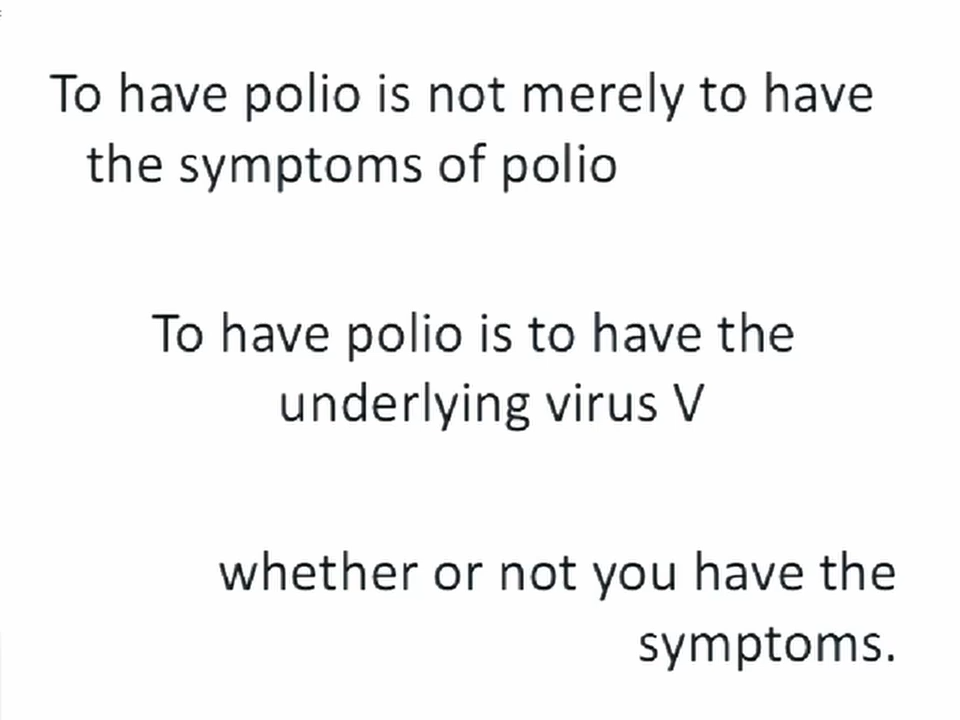 To have polio is not merely to have
the symptoms of polio
To have polio is to have the
underlying virus V
whether or not you have the
symptoms.